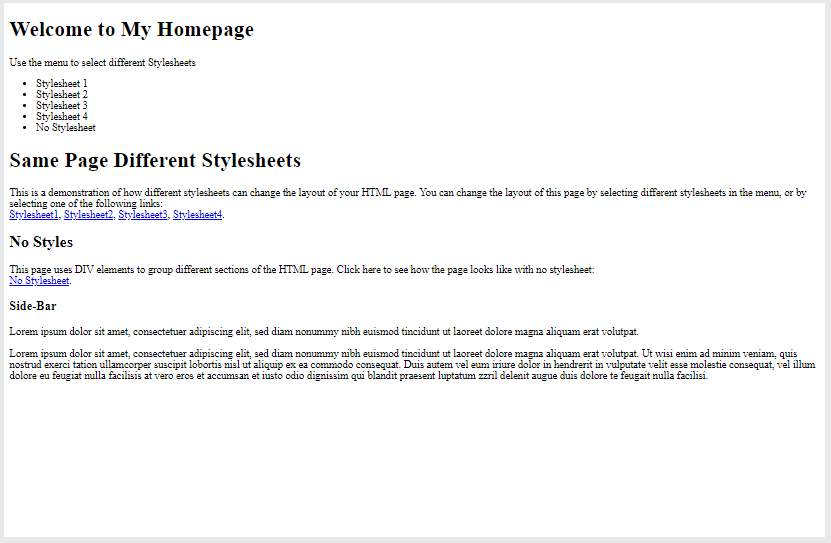 Welcome to My Homepage
Use the menu to select different Stylesheets
Stylesheet 1
Stylesheet 2
Stylesheet 3
Stylesheet 4
No Stylesheet
Same Page Different Stylesheets
This is a demonstration of how different stylesheets can change the layout of your HTML page. You can change the layout of this page by selecting different stylesheets in the menu, or by
selecting one of the following links:
Stylesheet1, Stylesheet2, Stylesheet3, Stylesheet4.
No Styles
This page uses DIV elements to group different sections of the HTML page. Click here to see how the page looks like with no stylesheet:
No Stylesheet.
Side-Bar
Lorem ipsum dolor sit amet, consectetuer adipiscing elit, sed diam nonummy nibh euismod tincidunt ut laoreet dolore magna aliquam erat volutpat.
Lorem ipsum dolor sit amet, consectetuer adipiscing elit, sed diam nonummy nibh euismod tincidunt ut laoreet dolore magna aliquam erat volutpat. Ut wisi enim ad minim veniam, quis
nostrud exerci tation ullamcorper suscipit lobortis nisl ut aliquip ex ea commodo consequat. Duis autem vel eum iriure dolor in hendrerit in vulputate velit esse molestie consequat, vel illum
dolore eu feugiat nulla facilisis at vero eros et accumsan et iusto odio dignissim qui blandit praesent luptatum zzril delenit augue duis dolore te feugait nulla facilisi.